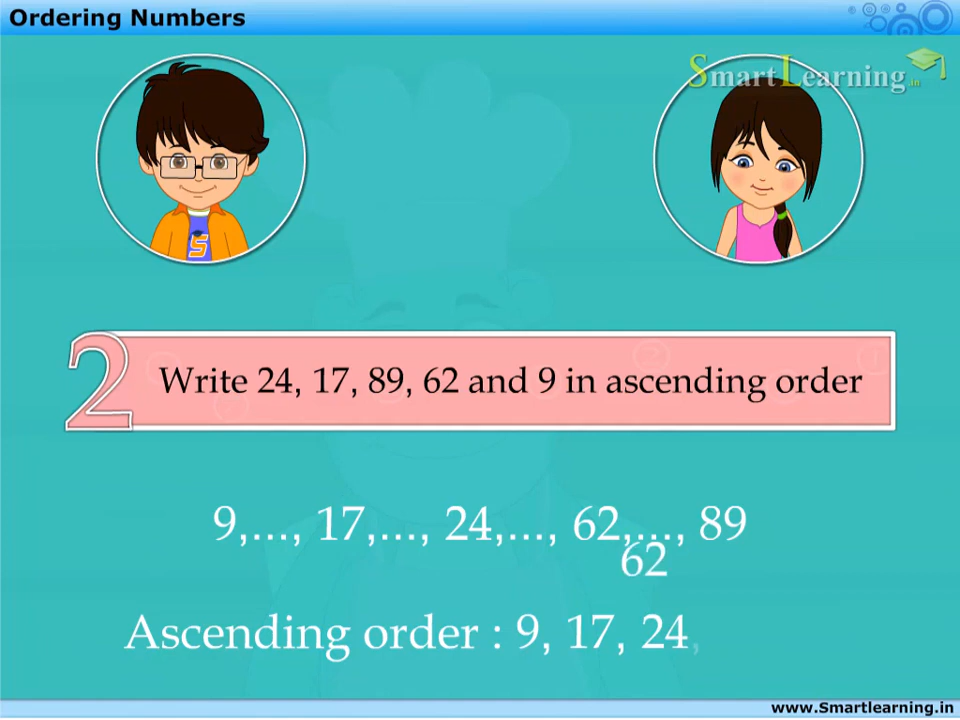 Ordering Numbers
SmartLearning.in
S
2
Write 24, 17, 89, 62 and 9 in ascending order
9,..., 17,..., 24,..., 62,..., 89
62
Ascending order : 9, 17, 24,
www.Smartlearning.in